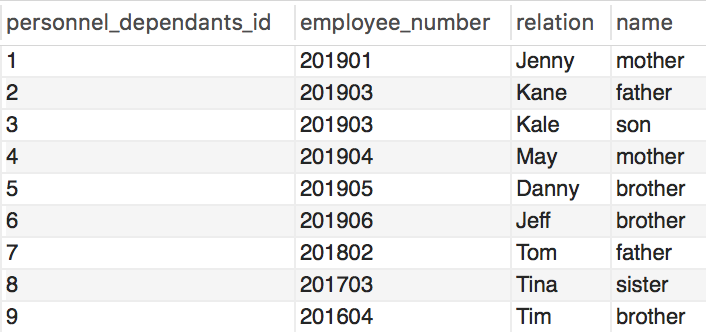 personnel_dependants_id employee_number relation name
1 201901 Jenny mother
2 201903 Kane father
3 201903 Kale son
4 201904 May mother
5 201905 Danny brother
6 201906 Jeff brother
7 201802 Tom father
8 201703 Tina sister
9 201604 Tim brother